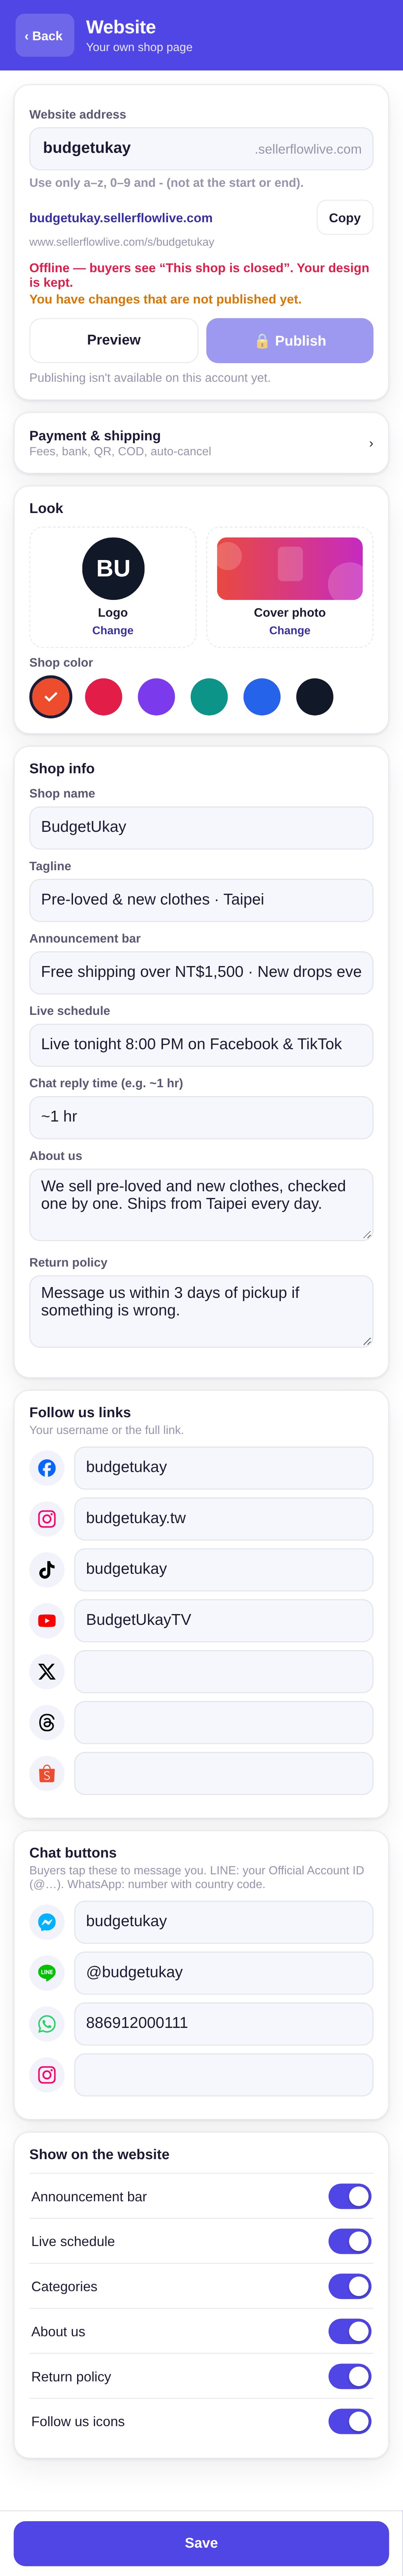 ‹ Back
Website
Your own shop page
Website address
budgetukay
.sellerflowlive.com
Use only a–z, 0–9 and - (not at the start or end).
budgetukay.sellerflowlive.com
Copy
www.sellerflowlive.com/s/budgetukay
Offline — buyers see “This shop is closed”. Your design
is kept.
You have changes that are not published yet.
Preview
🔒 Publish
Publishing isn't available on this account yet.
Payment & shipping
Fees, bank, QR, COD, auto-cancel
›
Look
BU
Logo
Change
Cover photo
Change
Shop color
Shop info
Shop name
BudgetUkay
Tagline
Pre-loved & new clothes · Taipei
Announcement bar
Free shipping over NT$1,500 · New drops eve
Live schedule
Live tonight 8:00 PM on Facebook & TikTok
Chat reply time (e.g. ~1 hr)
~1 hr
About us
We sell pre-loved and new clothes, checked
one by one. Ships from Taipei every day.
Return policy
Message us within 3 days of pickup if
something is wrong.
Follow us links
Your username or the full link.
budgetukay
budgetukay.tw
budgetukay
BudgetUkayTV
Chat buttons
Buyers tap these to message you. LINE: your Official Account ID
(@…). WhatsApp: number with country code.
budgetukay
LINE
@budgetukay
886912000111
Show on the website
Announcement bar
Live schedule
Categories
About us
Return policy
Follow us icons
Save